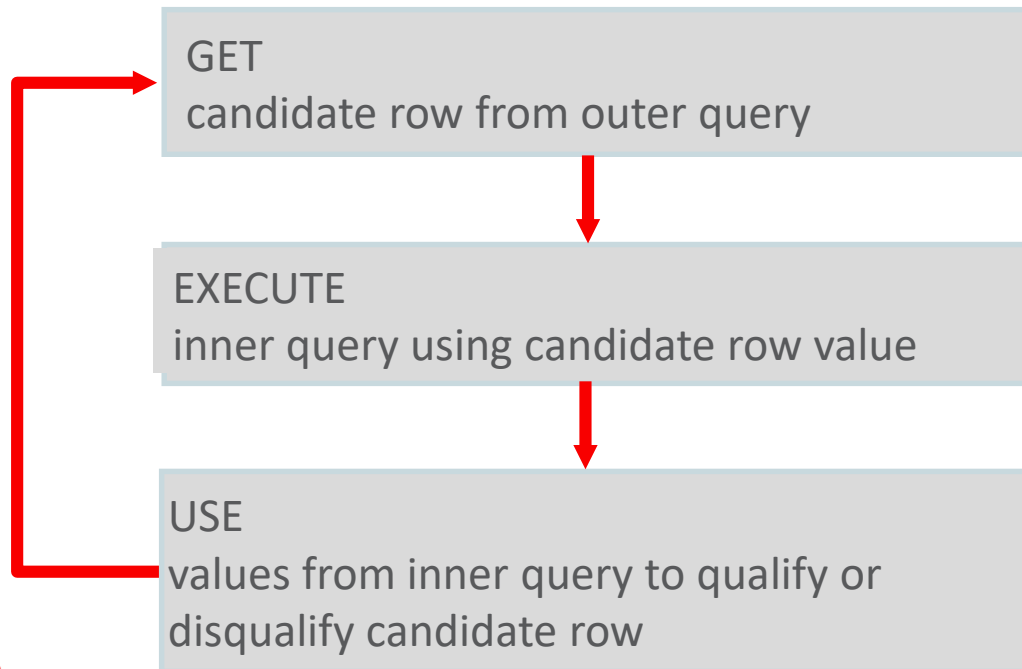 GET
candidate row from outer query
EXECUTE
inner query using candidate row value
USE
values from inner query to qualify or
disqualify candidate row